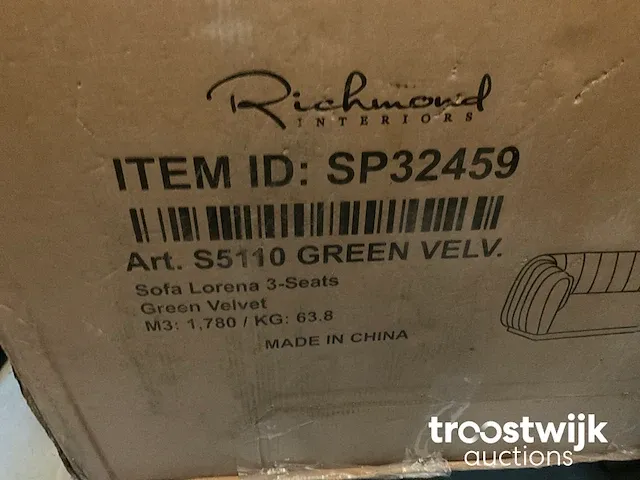 Richmond
INTERIORS
ITEM ID: SP32459
Art. S5110 GREEN VELV.
Sofa Lorena 3-Seats
Green Velvet
M3: 1,780 / KG: 63.8
MADE IN CHINA
troostwijk
auctions